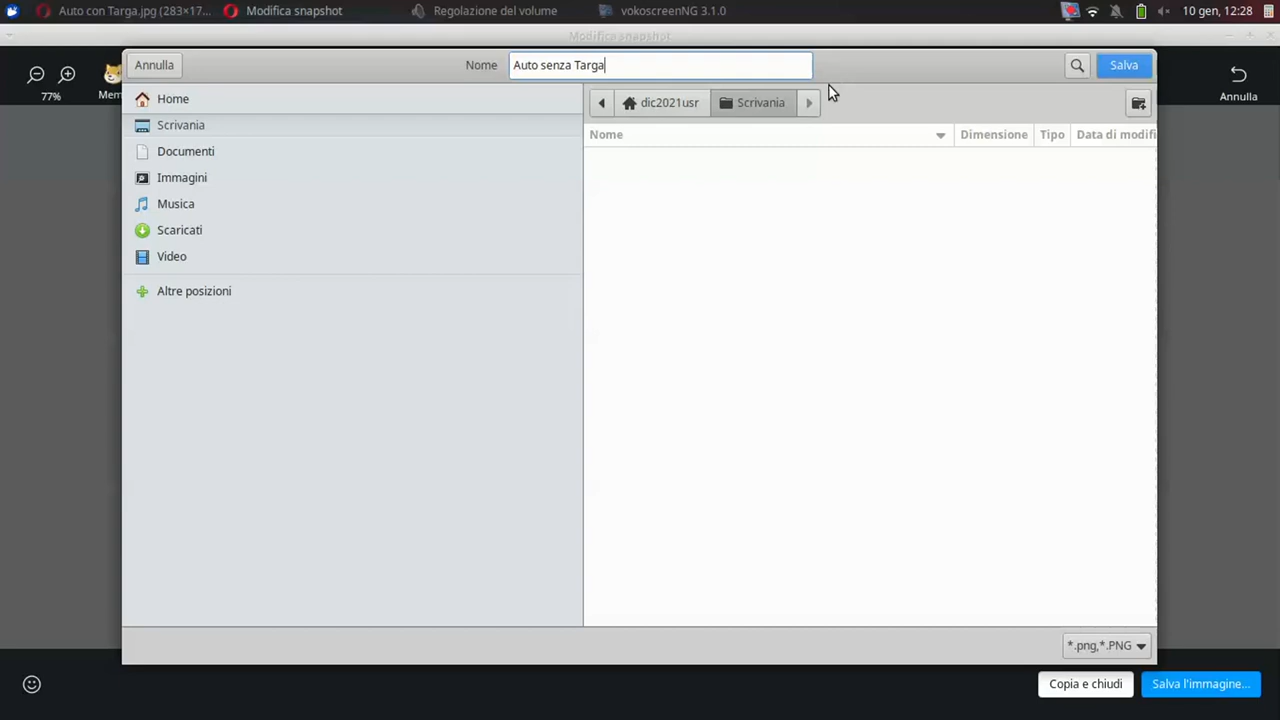 Auto con Targa.jpg (283×17...
Modifica snapshot
Regolazione del volume
vokoscreenNG 3.1.0
10 gen, 12:28
Modifica snapshot
Annulla
Nome
Auto senza Targa
Salva
77%
Mem
Annulla
Home
dic2021usr
Scrivania
Scrivania
Nome
Dimensione
Tipo
Data di modifi
Documenti
Immagini
Musica
Scaricati
Video
Altre posizioni
*.png,*.PNG
Copia e chiudi
Salva l'immagine...